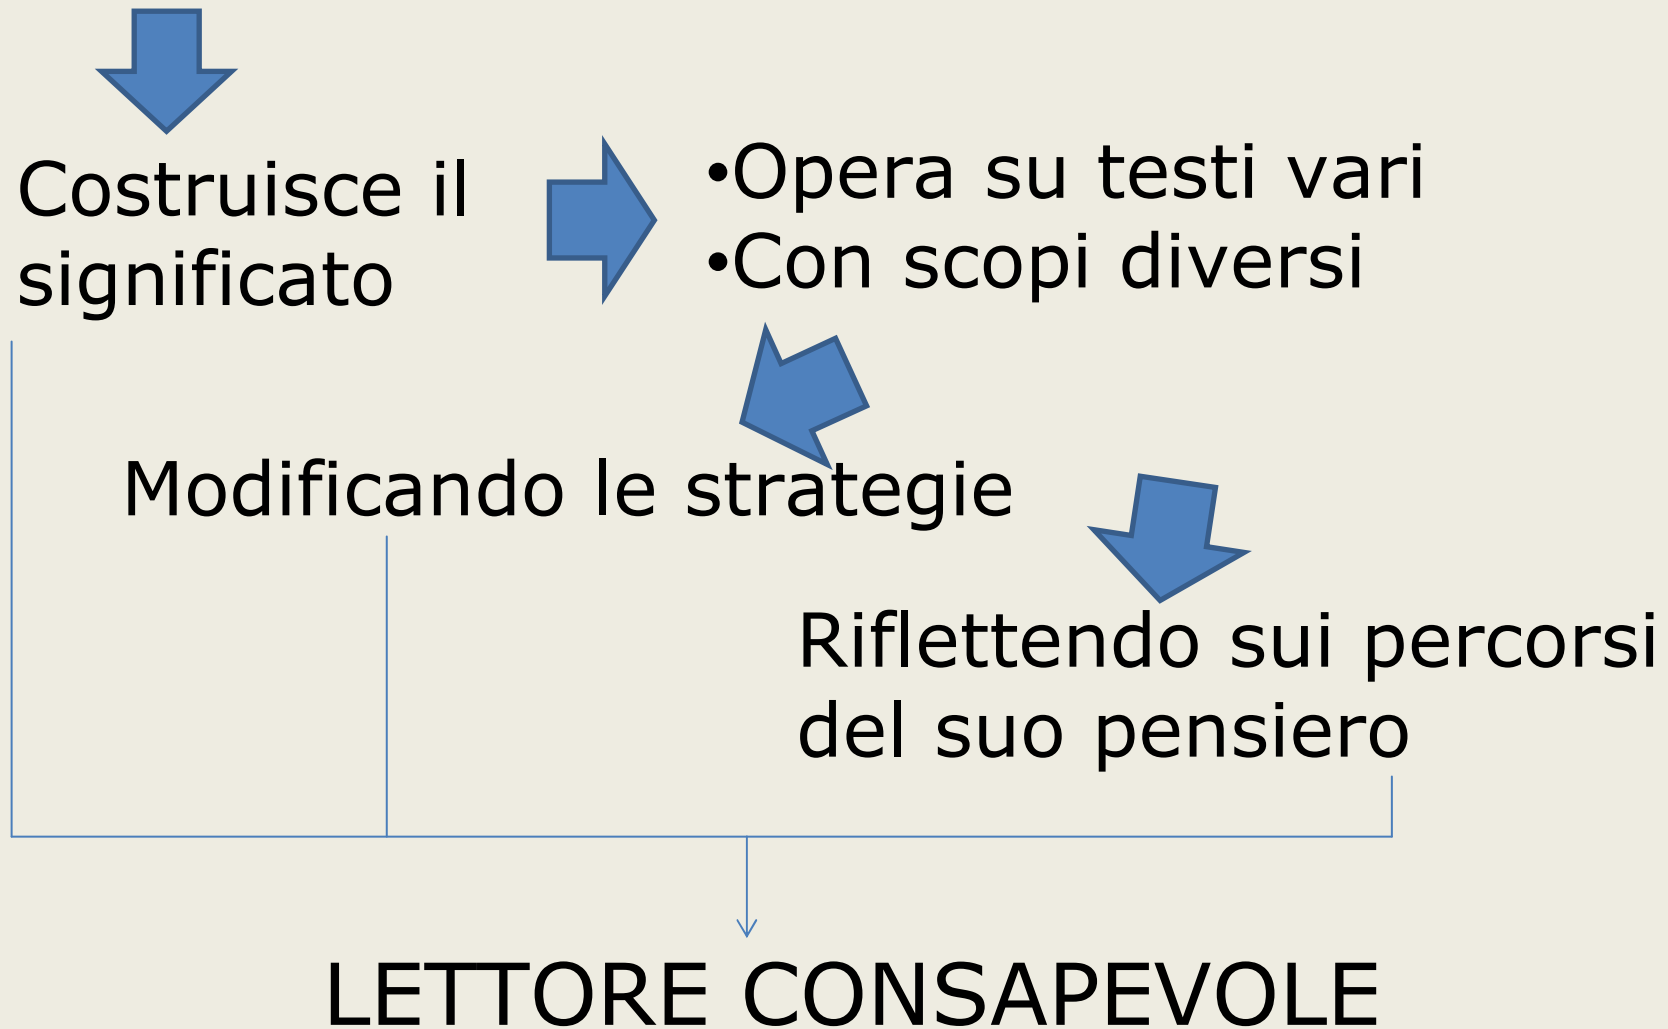 Costruisce il
significato
•Opera su testi vari
•Con scopi diversi
Modificando le strategie
Riflettendo sui percorsi
del suo pensiero
LETTORE CONSAPEVOLE